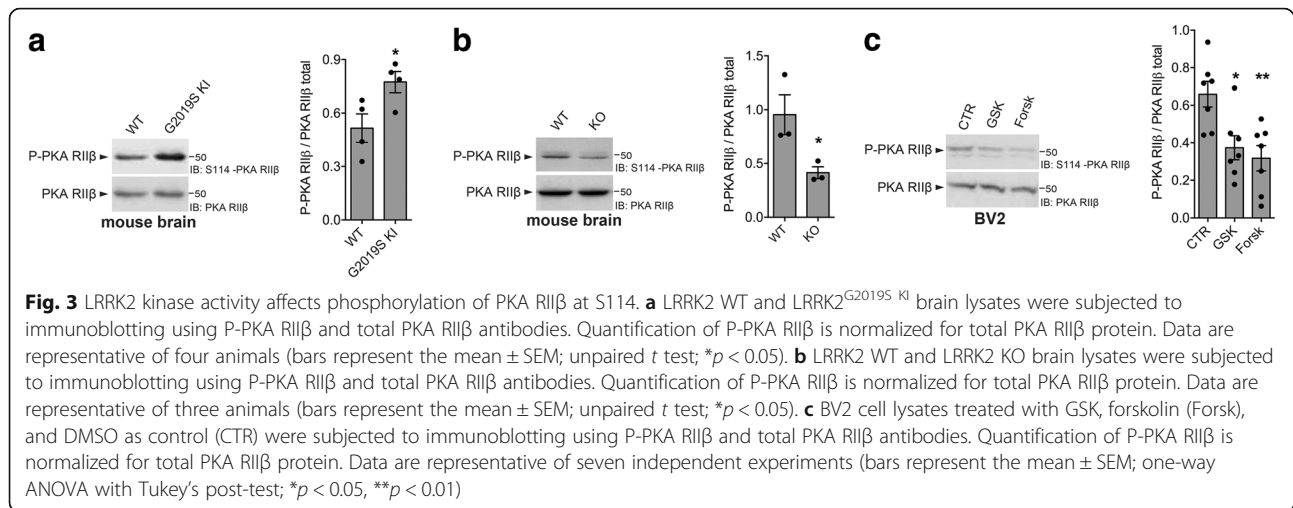 a
WT
G2019S KI
P-PKA RIIβ
50
IB: S114 -PKA RIIβ
PKA RIIβ
50
IB: PKA RIIβ
mouse brain
P-PKA RIIβ / PKA RIIβ total
0.9
0.6
0.3
0.0
*
WT
G2019S KI
b
WT
KO
P-PKA RIIβ
50
IB: S114 -PKA RIIβ
PKA RIIβ
50
IB: PKA RIIβ
mouse brain
P-PKA RIIβ / PKA RIIβ total
1.5
1.0
0.5
0.0
*
WT
KO
c
CTR
GSK
Forsk
P-PKA RIIβ
50
IB: S114 -PKA RIIβ
PKA RIIβ
50
IB: PKA RIIβ
BV2
P-PKA RIIβ / PKA RIIβ total
1.0
0.8
0.6
0.4
0.2
0.0
*
**
CTR
GSK
Forsk
Fig. 3 LRRK2 kinase activity affects phosphorylation of PKA RIIβ at S114. a LRRK2 WT and LRRK2G2019S KI brain lysates were subjected to
immunoblotting using P-PKA RIIβ and total PKA RIIβ antibodies. Quantification of P-PKA RIIβ is normalized for total PKA RIIβ protein. Data are
representative of four animals (bars represent the mean ± SEM; unpaired t test; *p < 0.05). b LRRK2 WT and LRRK2 KO brain lysates were subjected
to immunoblotting using P-PKA RIIβ and total PKA RIIβ antibodies. Quantification of P-PKA RIIβ is normalized for total PKA RIIβ protein. Data are
representative of three animals (bars represent the mean ± SEM; unpaired t test; *p < 0.05). c BV2 cell lysates treated with GSK, forskolin (Forsk),
and DMSO as control (CTR) were subjected to immunoblotting using P-PKA RIIβ and total PKA RIIβ antibodies. Quantification of P-PKA RIIβ is
normalized for total PKA RIIβ protein. Data are representative of seven independent experiments (bars represent the mean ± SEM; one-way
ANOVA with Tukey's post-test; *p < 0.05, **p < 0.01)